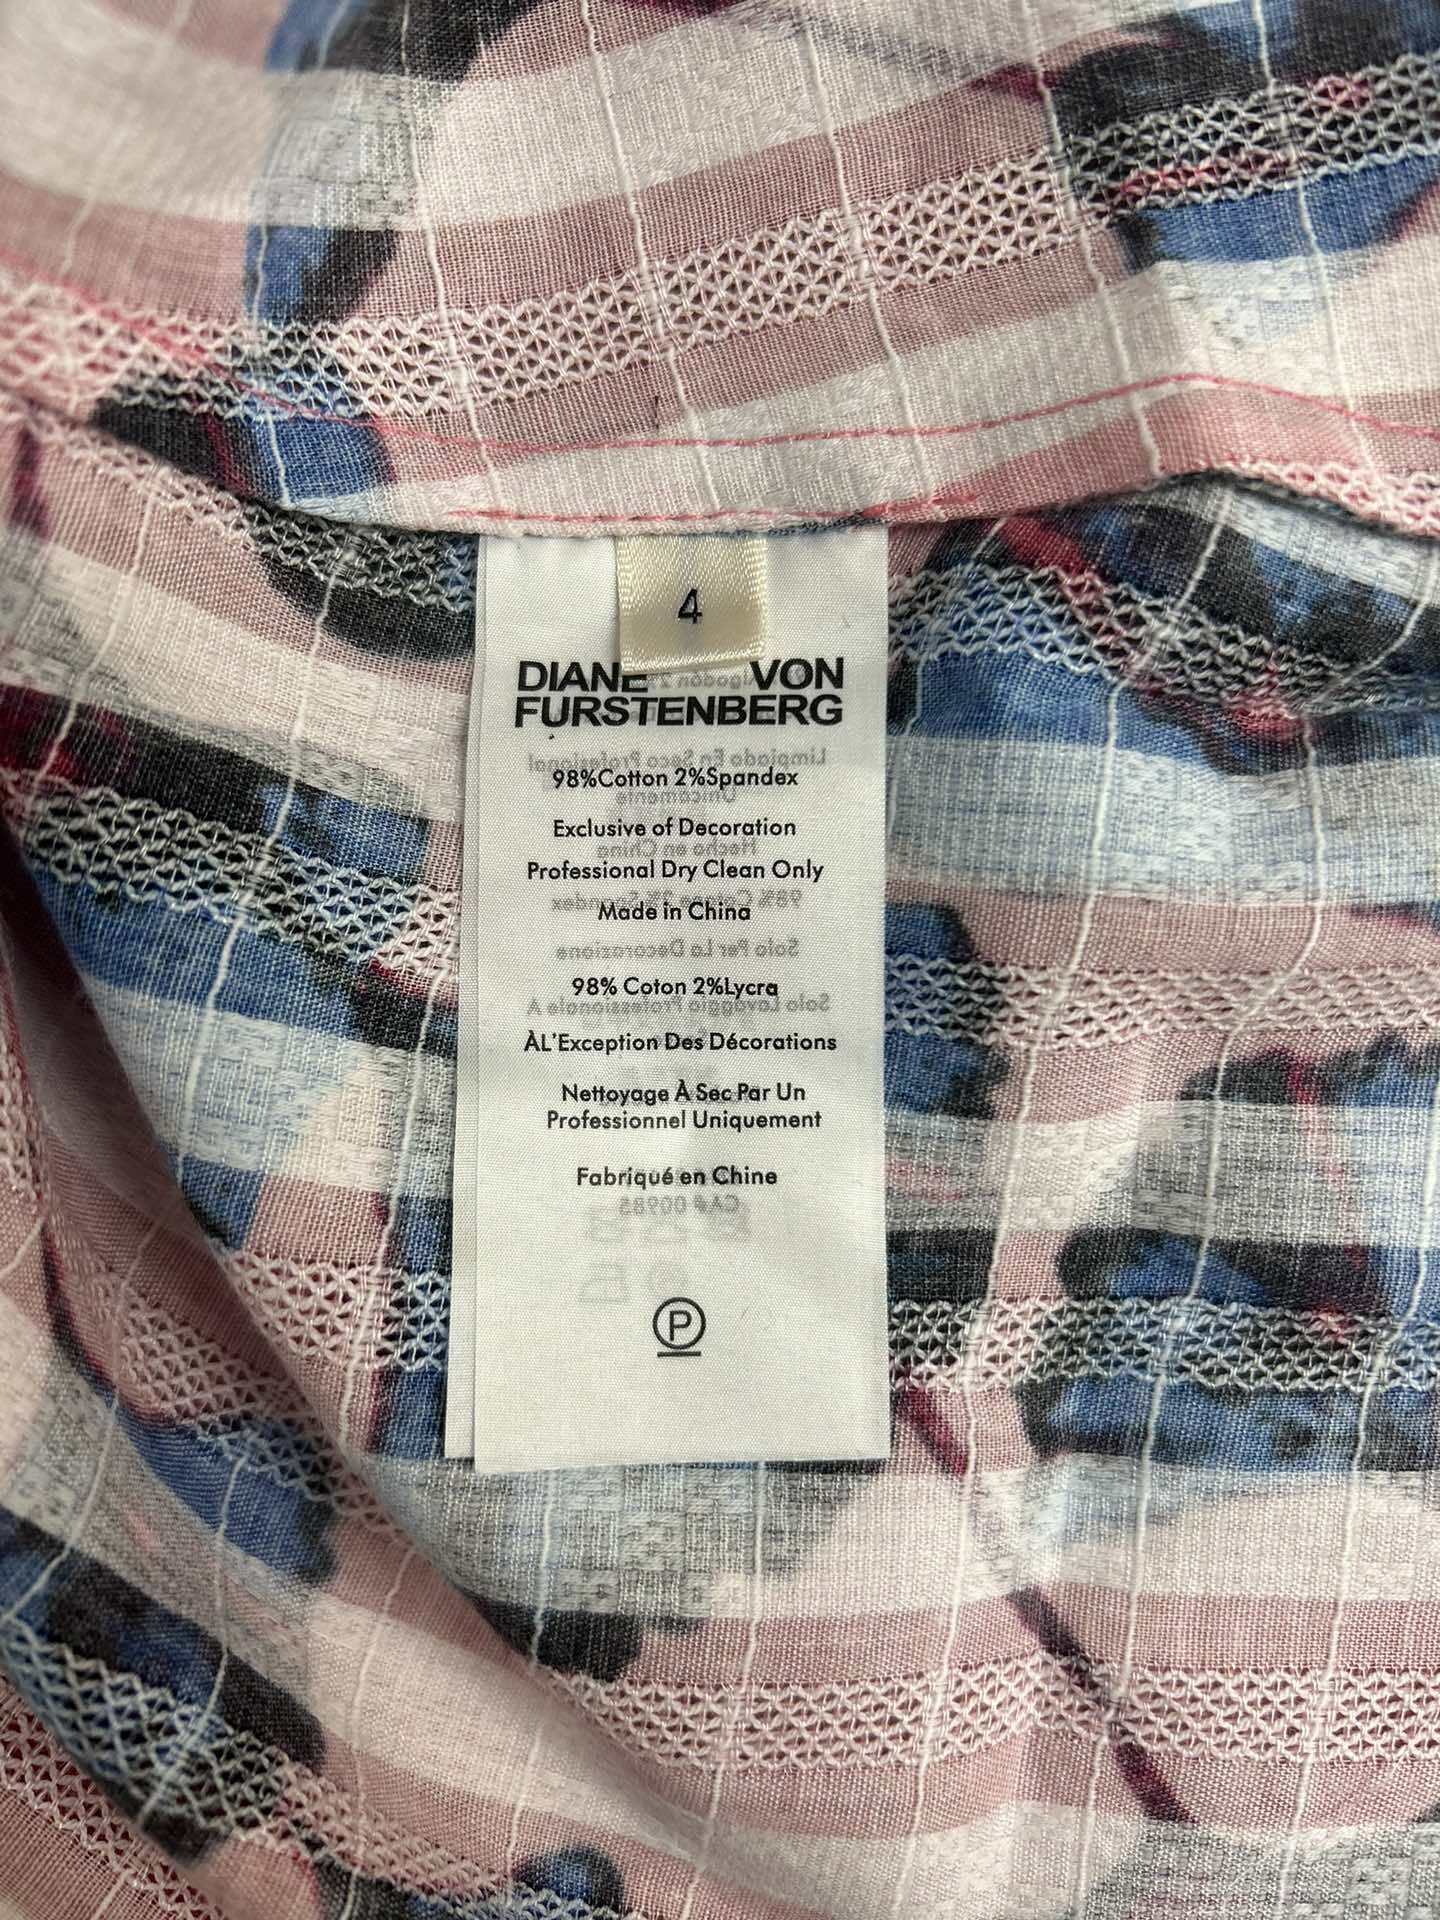 4
DIANE VON
FURSTENBERG
98%Cotton 2%Spandex
Exclusive of Decoration
Professional Dry Clean Only
Made in China
98% Coton 2%Lycra
ÀL'Exception Des Décorations
Nettoyage À Sec Par Un
Professionnel Uniquement
Fabriqué en Chine
P